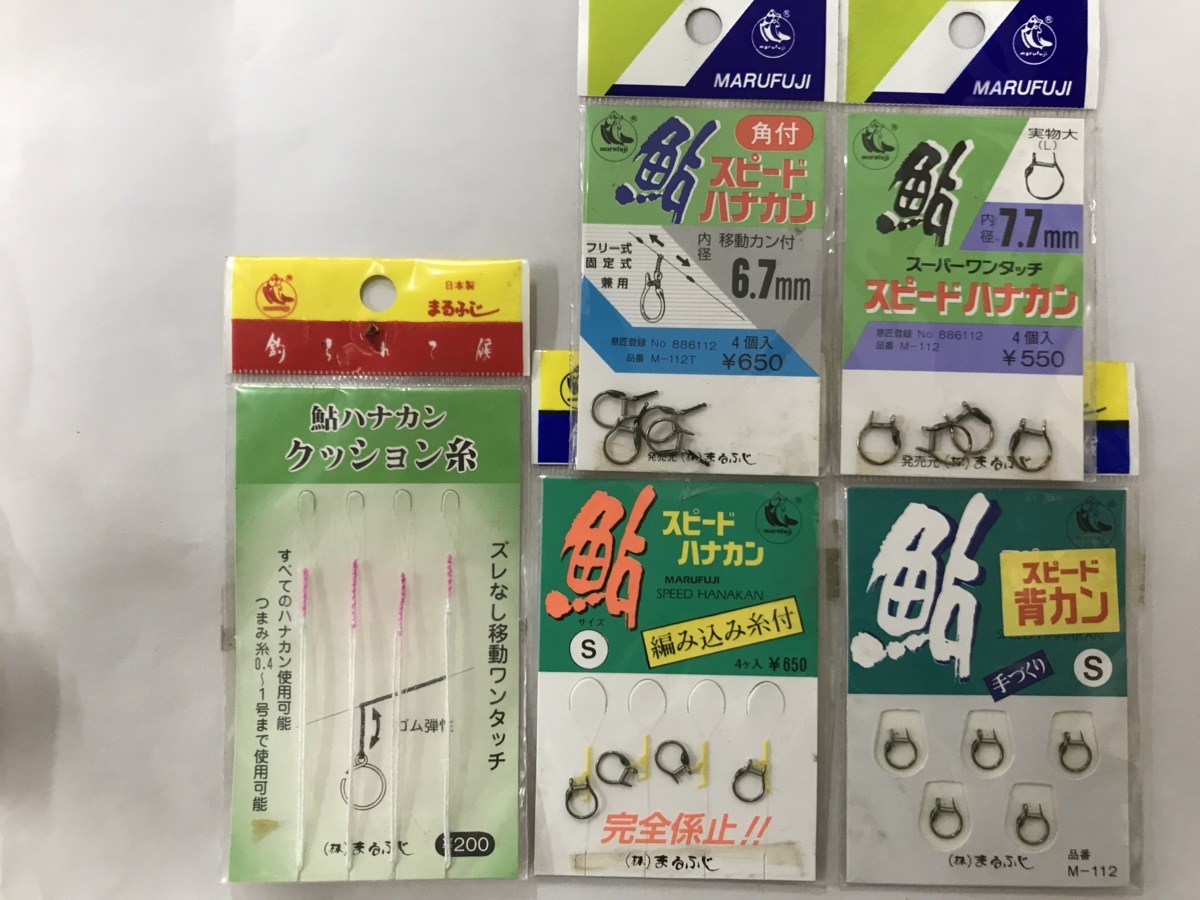 marufuji
MARUFUJI
marufuji
角付
鮎
スピード
ハナカン
フリー式
固定式
兼用
内径
移動カン付
6.7mm
意匠登録 No 886112
品番 M-112T
4個入
¥650
発売元 (株) まるふじ
marufuji
MARUFUJI
marufuji
実物大
(L)
鮎
内径
7.7mm
スーパーワンタッチ
スピードハナカン
意匠登録 No 886112
品番 M-112
4個入
¥550
発売元 (株) まるふじ
日本製
まるふじ
鮎ハナカン
クッション糸
ズレなし移動ワンタッチ
すべてのハナカン使用可能
つまみ糸0.4~1号まで使用可能
ゴム弾性
(株) まるふじ
¥200
鮎
スピード
ハナカン
marufuji
MARUFUJI
SPEED HANAKAN
サイズ
S
編み込み糸付
4ヶ入 ¥650
完全係止!!
(株) まるふじ
鮎
marufuji
スピード
背カン
手づくり
S
(株) まるふじ
品番
M-112